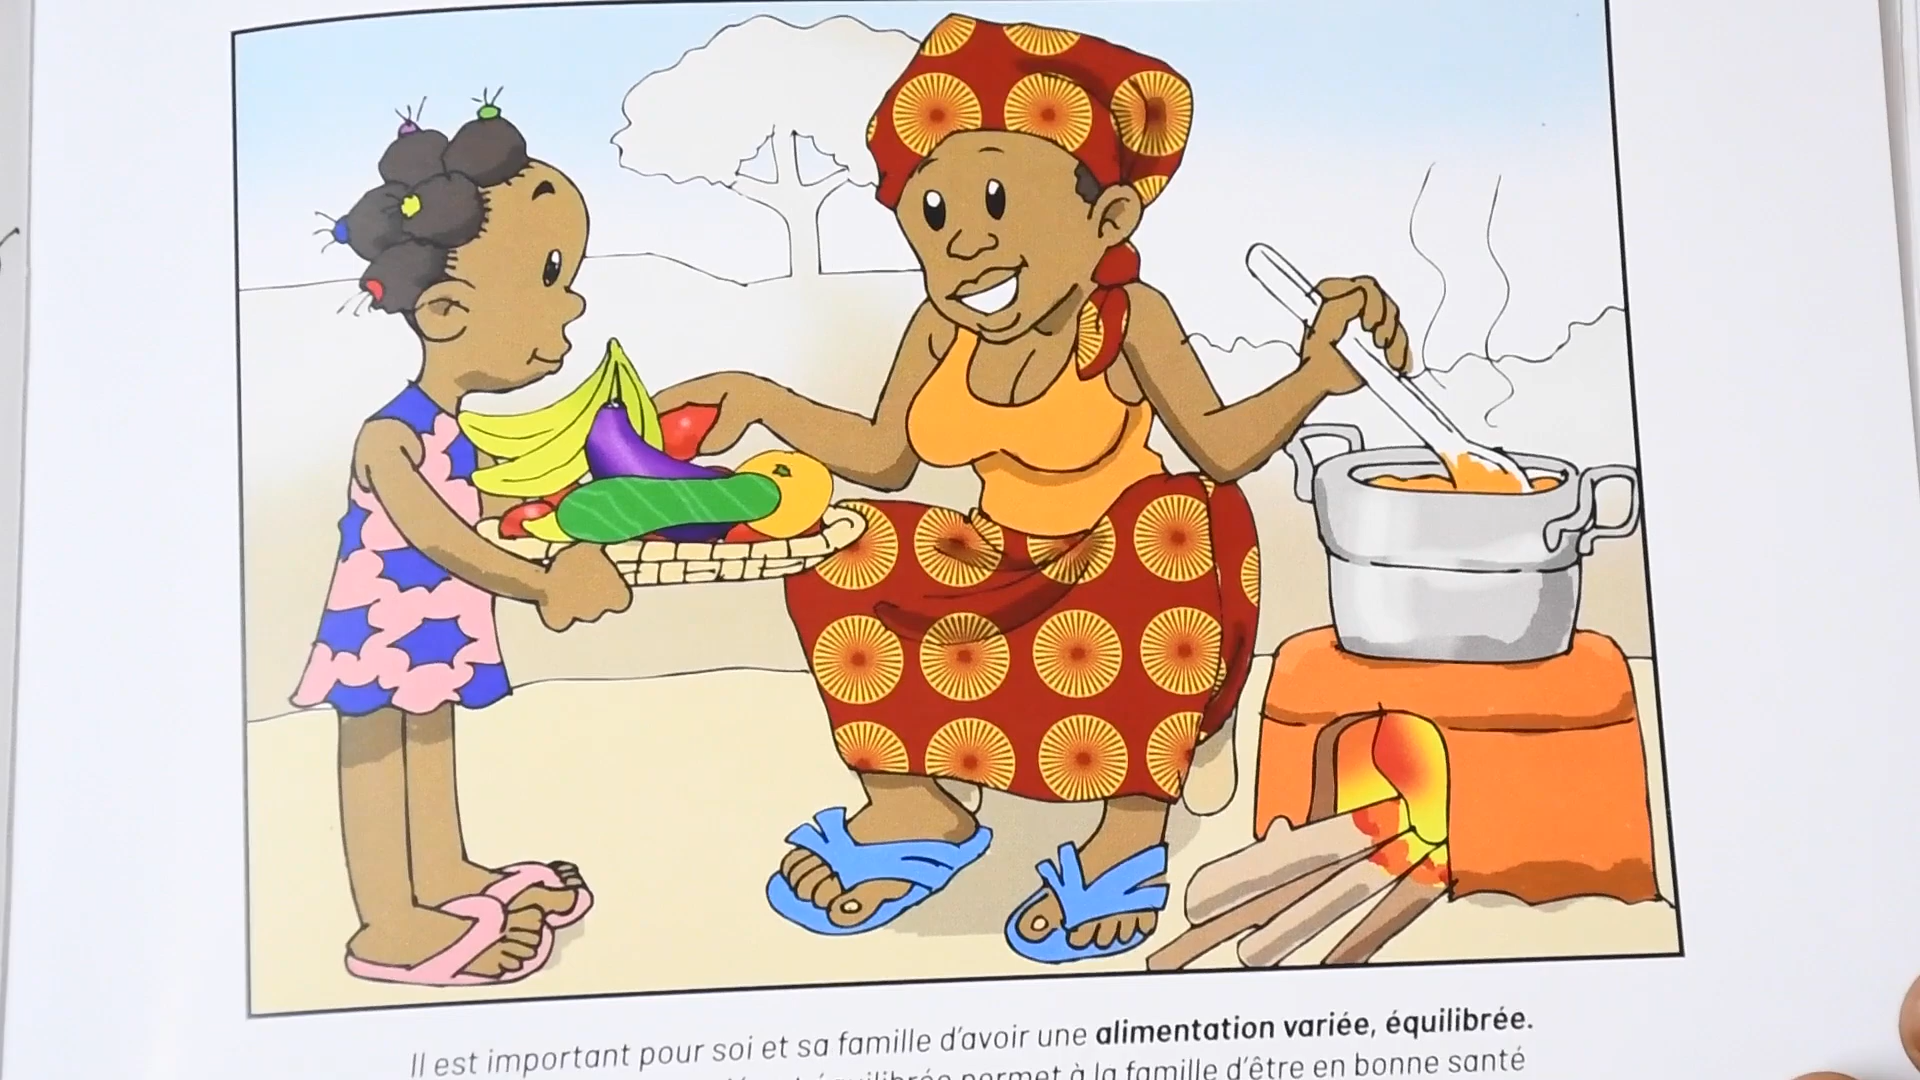 Il est important pour soi et sa famille d'avoir une alimentation variée, équilibrée.
permet à la famille d'être en bonne santé